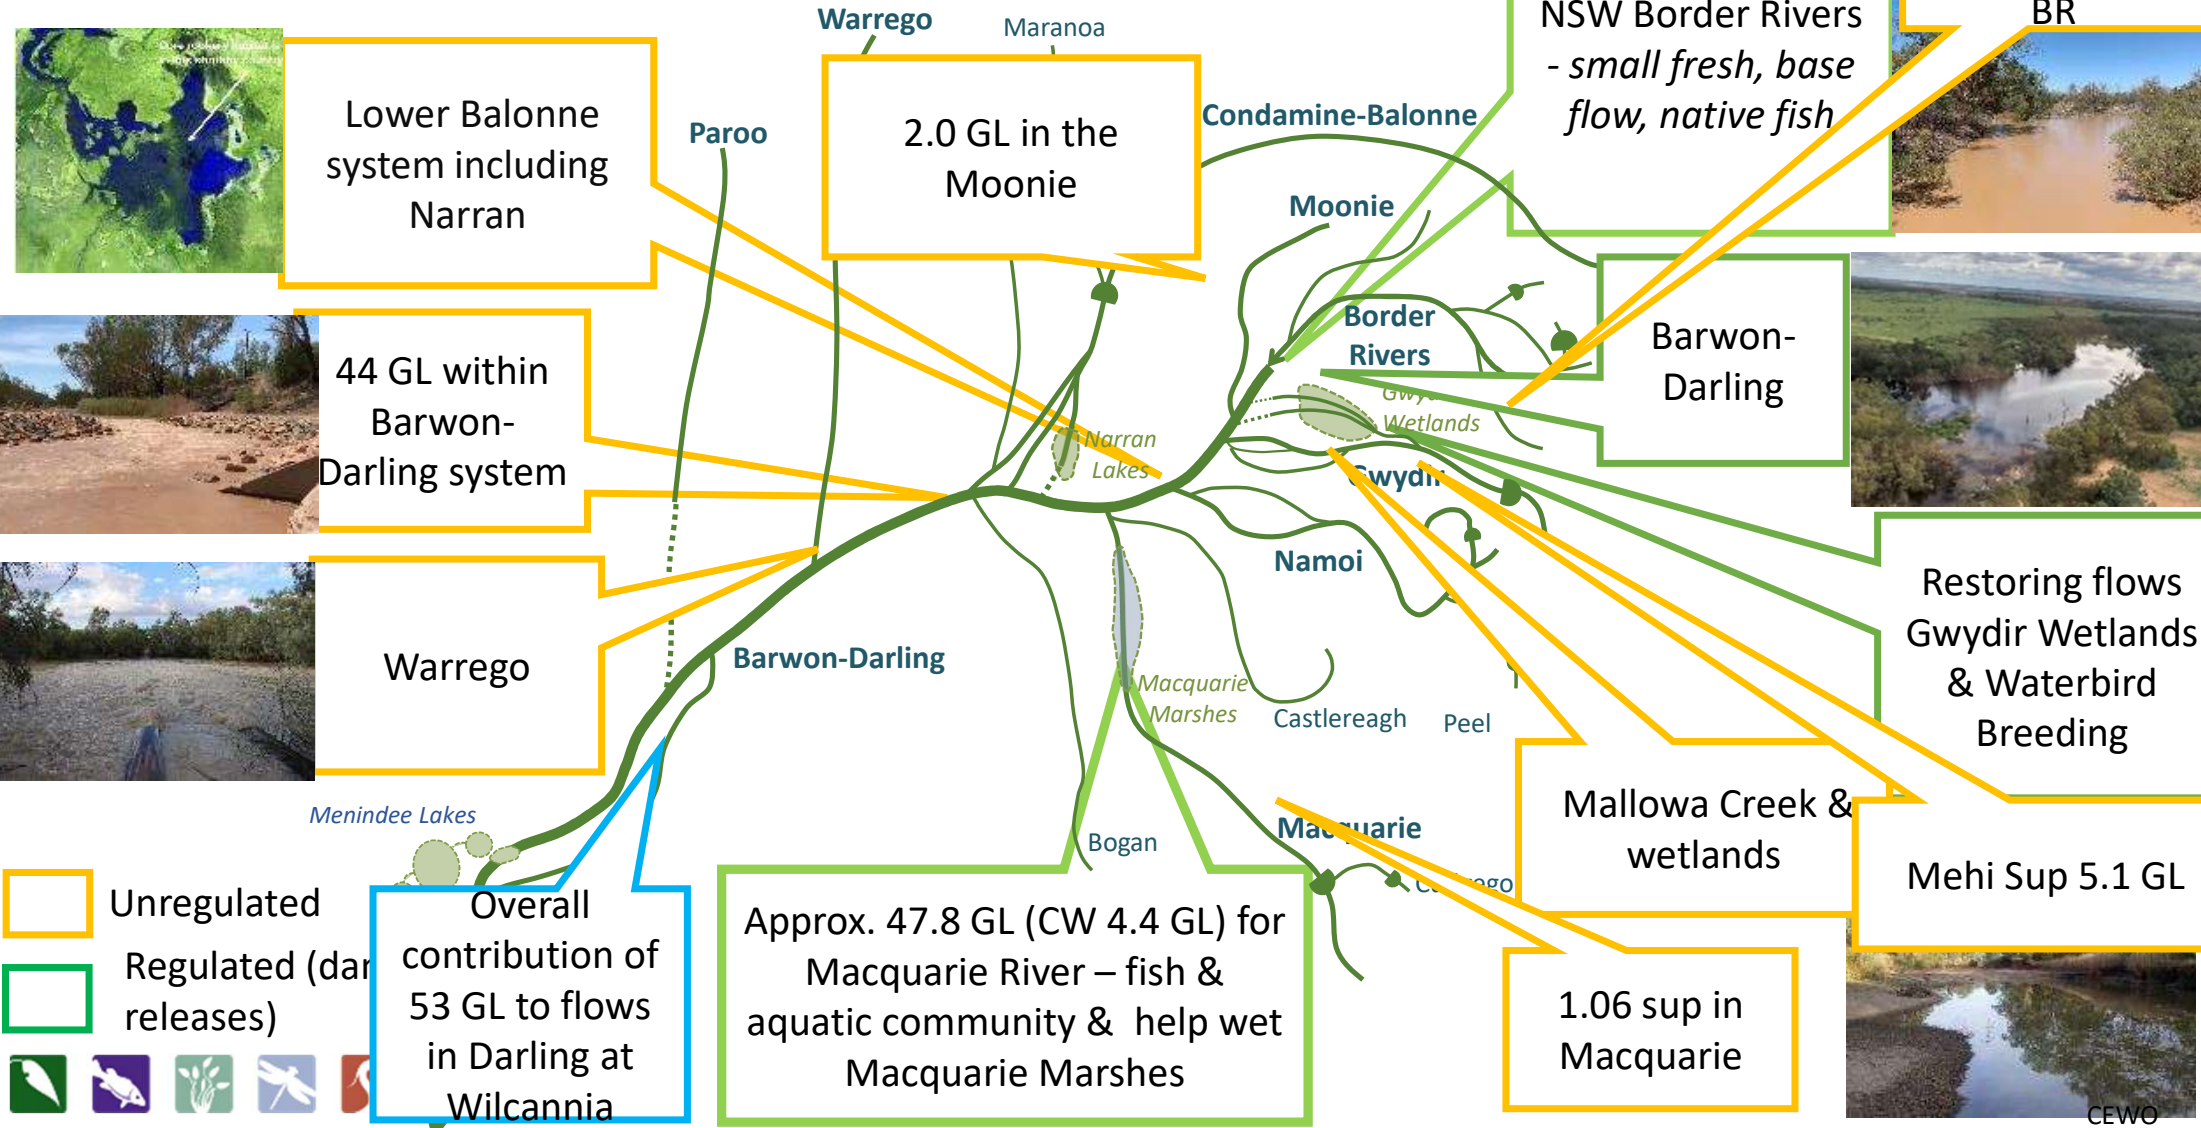 Warrego
Maranoa
NSW Border Rivers
- small fresh, base
flow, native fish
BR
Lower Balonne
system including
Narran
Paroo
2.0 GL in the
Moonie
Condamine-Balonne
Moonie
44 GL within
Barwon-
Darling system
Border
Rivers
Barwon-
Darling
Wetlands
Narran
Lakes
Gwydir
Namoi
Warrego
Barwon-Darling
Macquarie
Marshes
Castlereagh
Peel
Restoring flows
Gwydir Wetlands
& Waterbird
Breeding
Menindee Lakes
Bogan
Macquarie
Mallowa Creek &
wetlands
Mehi Sup 5.1 GL
Unregulated
Regulated (dam
releases)
Overall
contribution of
53 GL to flows
in Darling at
Wilcannia
Approx. 47.8 GL (CW 4.4 GL) for
Macquarie River – fish &
aquatic community &  help wet
Macquarie Marshes
1.06 sup in
Macquarie
CEWO